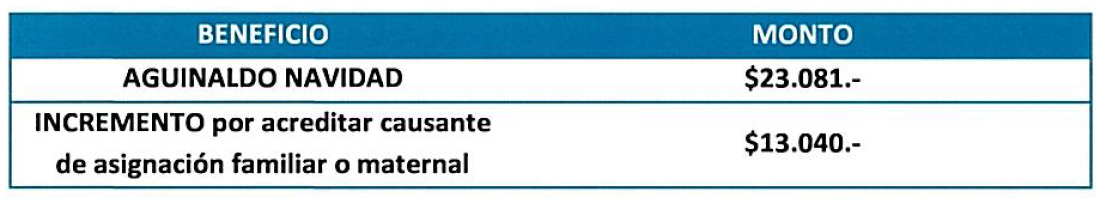 BENEFICIO MONTO
AGUINALDO NAVIDAD $23.081.-
INCREMENTO por acreditar causante
de asignación familiar o maternal
$13.040.-